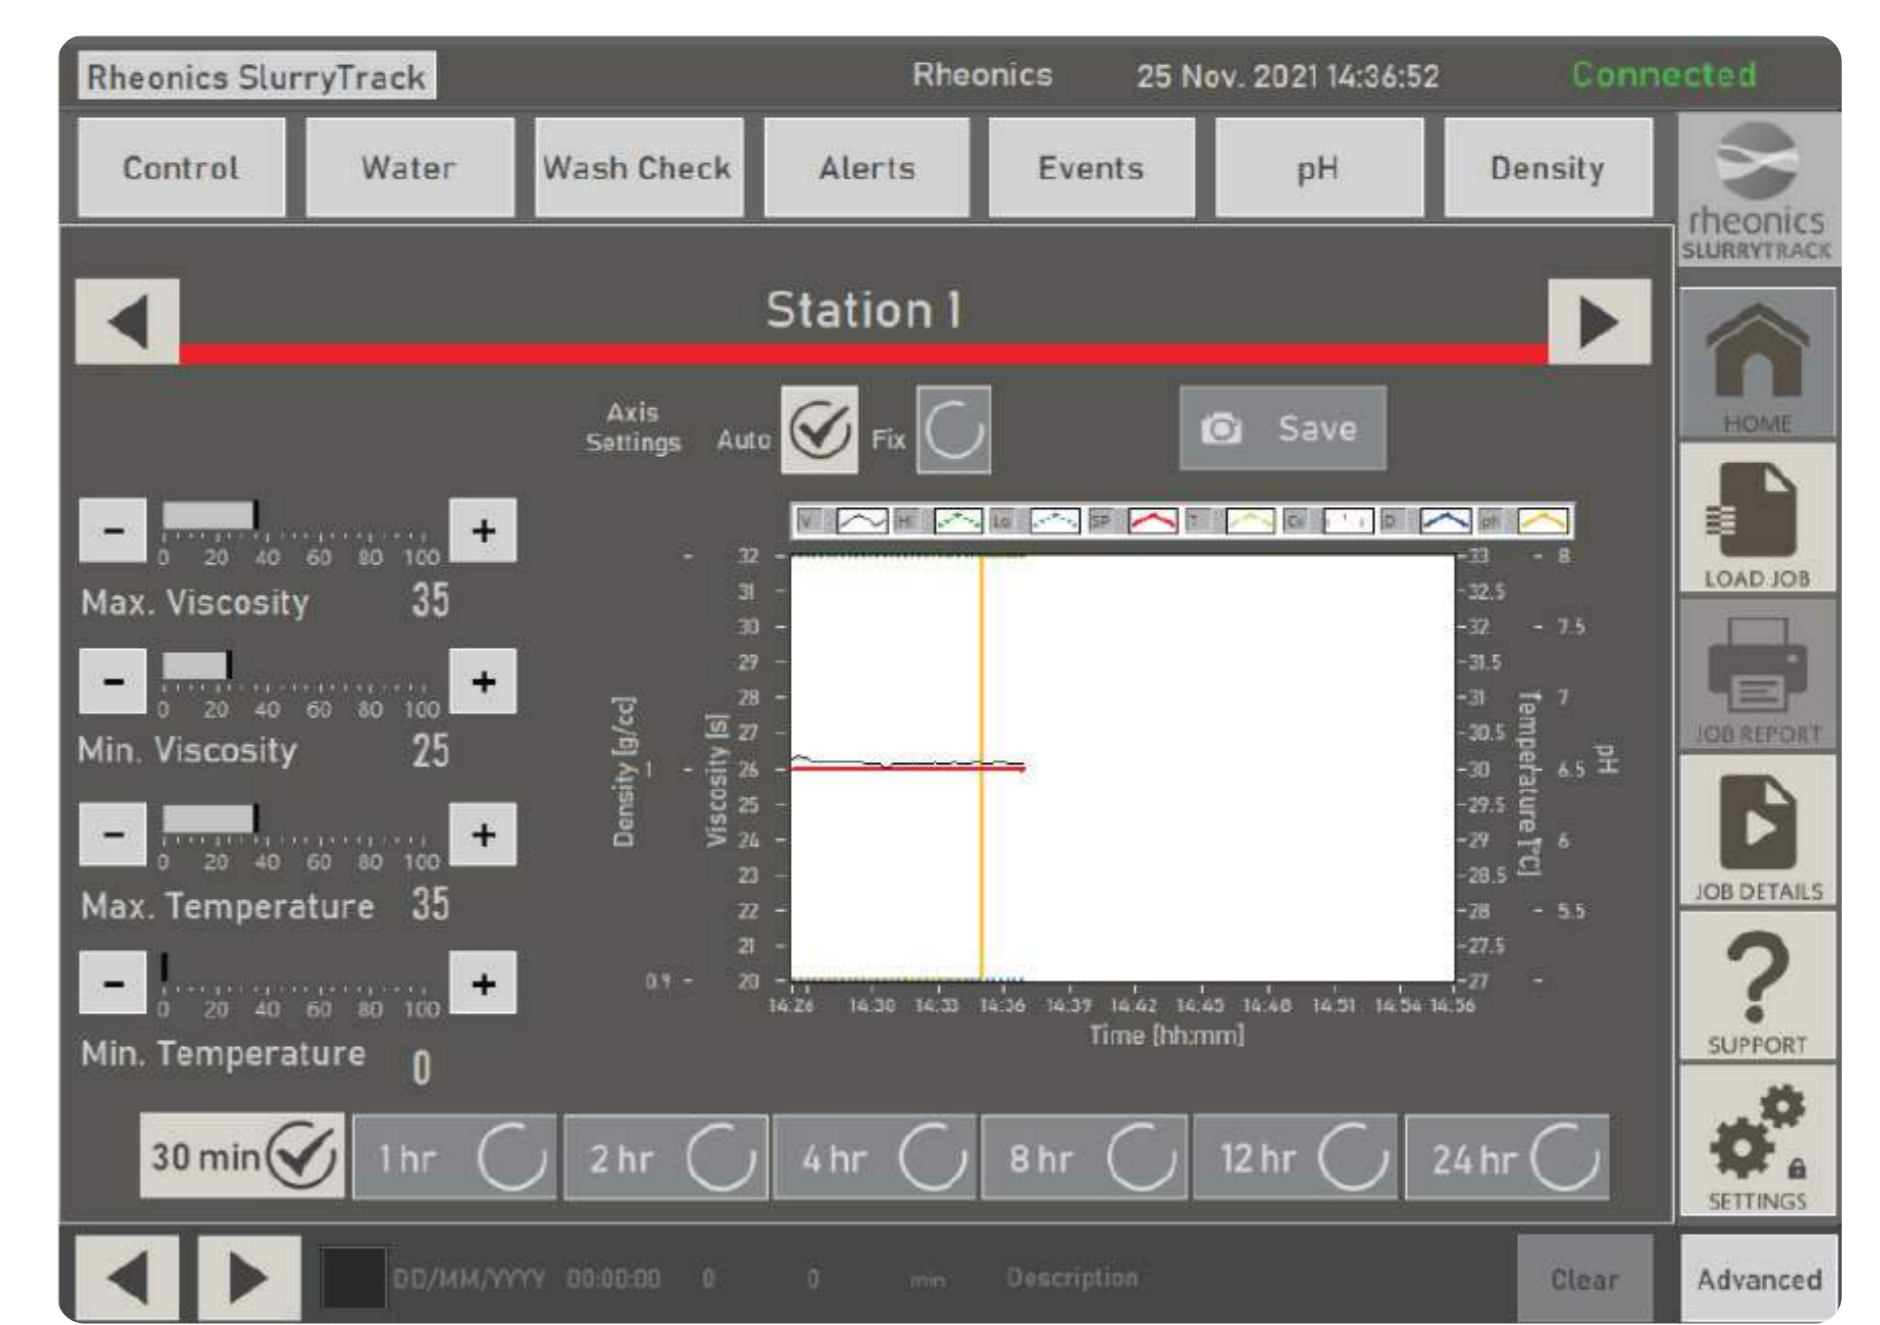 Rheonics SlurryTrack Rheonics 25 Nov. 2021 14:36:52 Connected
Control Water Wash Check Alerts Events pH Density
rheonics
SLURRYTRACK
Station 1
Axis
Settings Auto Fix Save
HOME
LOAD JOB
JOB REPORT
JOB DETAILS
SUPPORT
SETTINGS
- +
0 20 40 60 80 100
Max. Viscosity 35
- +
0 20 40 60 80 100
Min. Viscosity 25
- +
0 20 40 60 80 100
Max. Temperature 35
- +
0 20 40 60 80 100
Min. Temperature 0
V Hi Lo SP T D ph
Density [g/cc]
1
0.9
Viscosity [s]
32
31
30
29
28
27
26
25
24
23
22
21
20
33
32.5
32
31.5
31
30.5
30
29.5
29
28.5
28
27.5
27
Temperature [°C]
8
7.5
7
6.5
6
5.5
pH
14:26 14:30 14:33 14:36 14:39 14:42 14:45 14:48 14:51 14:54 14:56
Time [hh:mm]
30 min 1 hr 2 hr 4 hr 8 hr 12 hr 24 hr
DD/MM/YYYY 00:00:00 0 0 min Description Clear Advanced